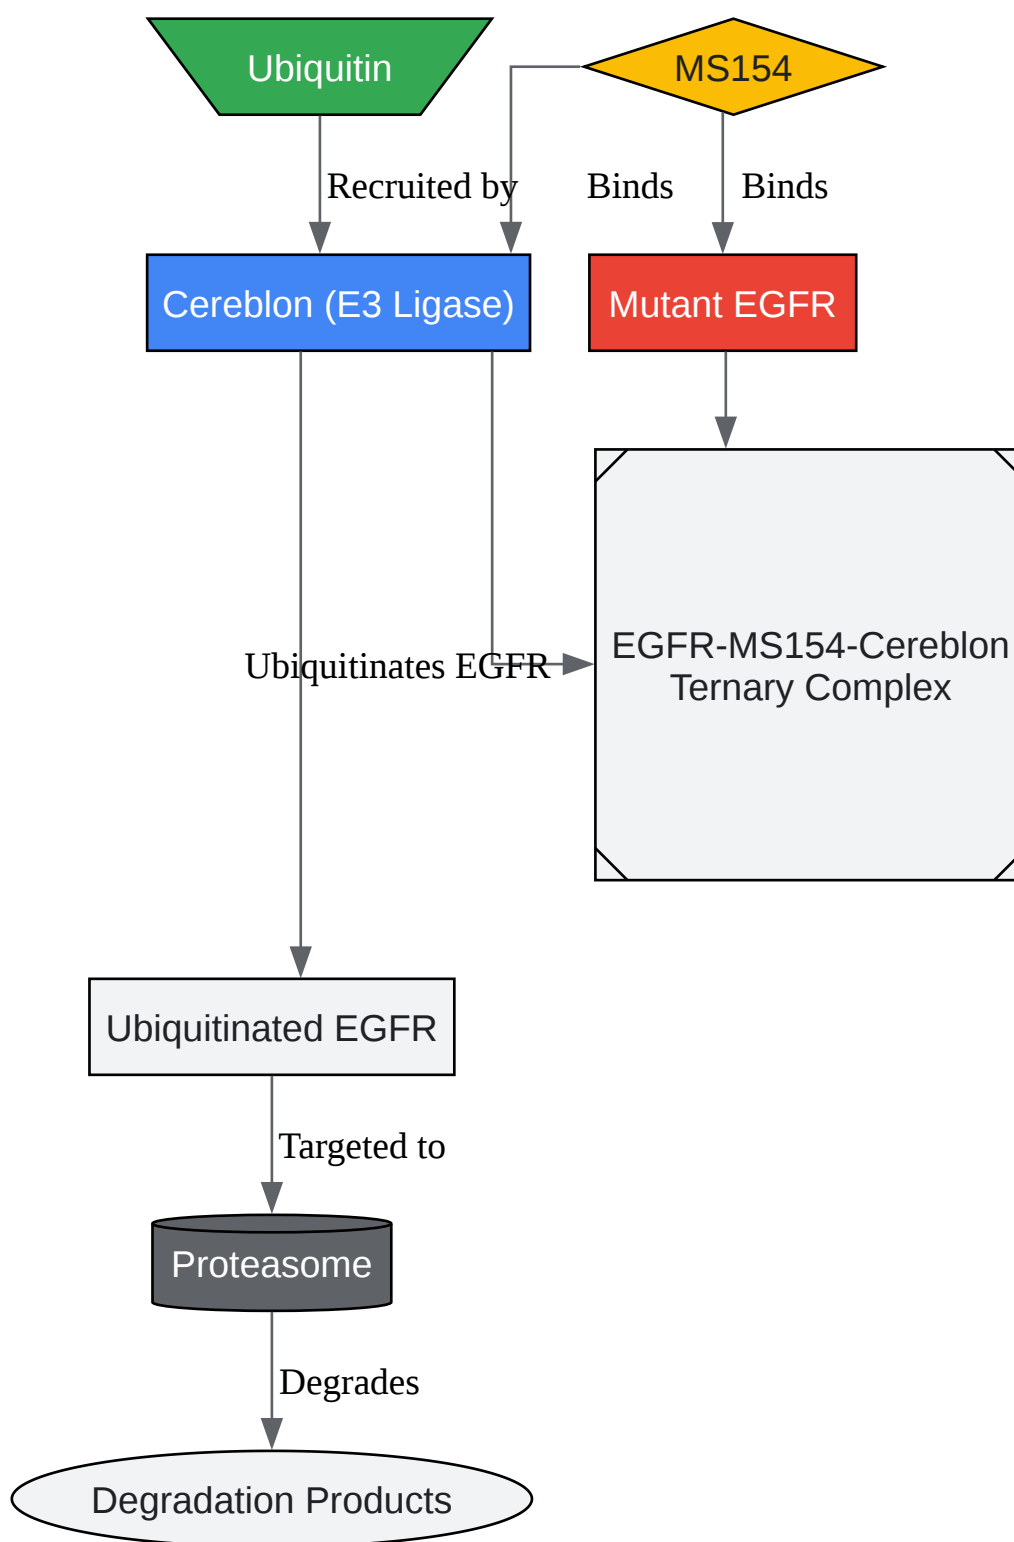 Ubiquitin
MS154
Recruited by
Binds
Binds
Cereblon (E3 Ligase)
Mutant EGFR
EGFR-MS154-Cereblon
Ternary Complex
Ubiquitinates EGFR
Ubiquitinated EGFR
Targeted to
Proteasome
Degrades
Degradation Products